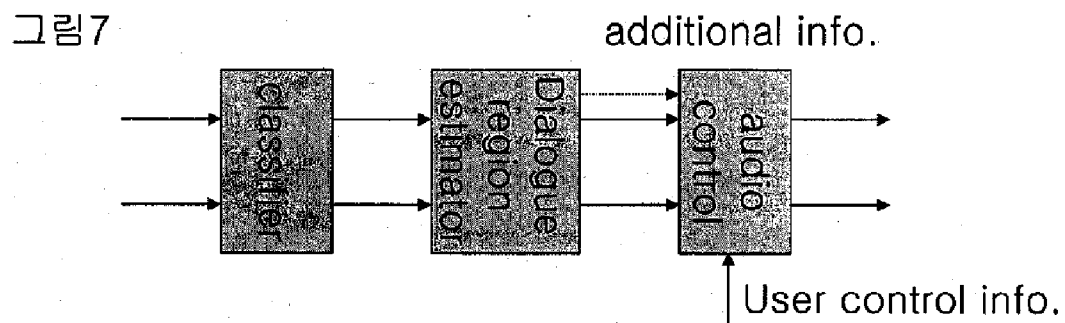 그림7
additional info.
classifier
Dialogue
region
estimator
audio
control
User control info.